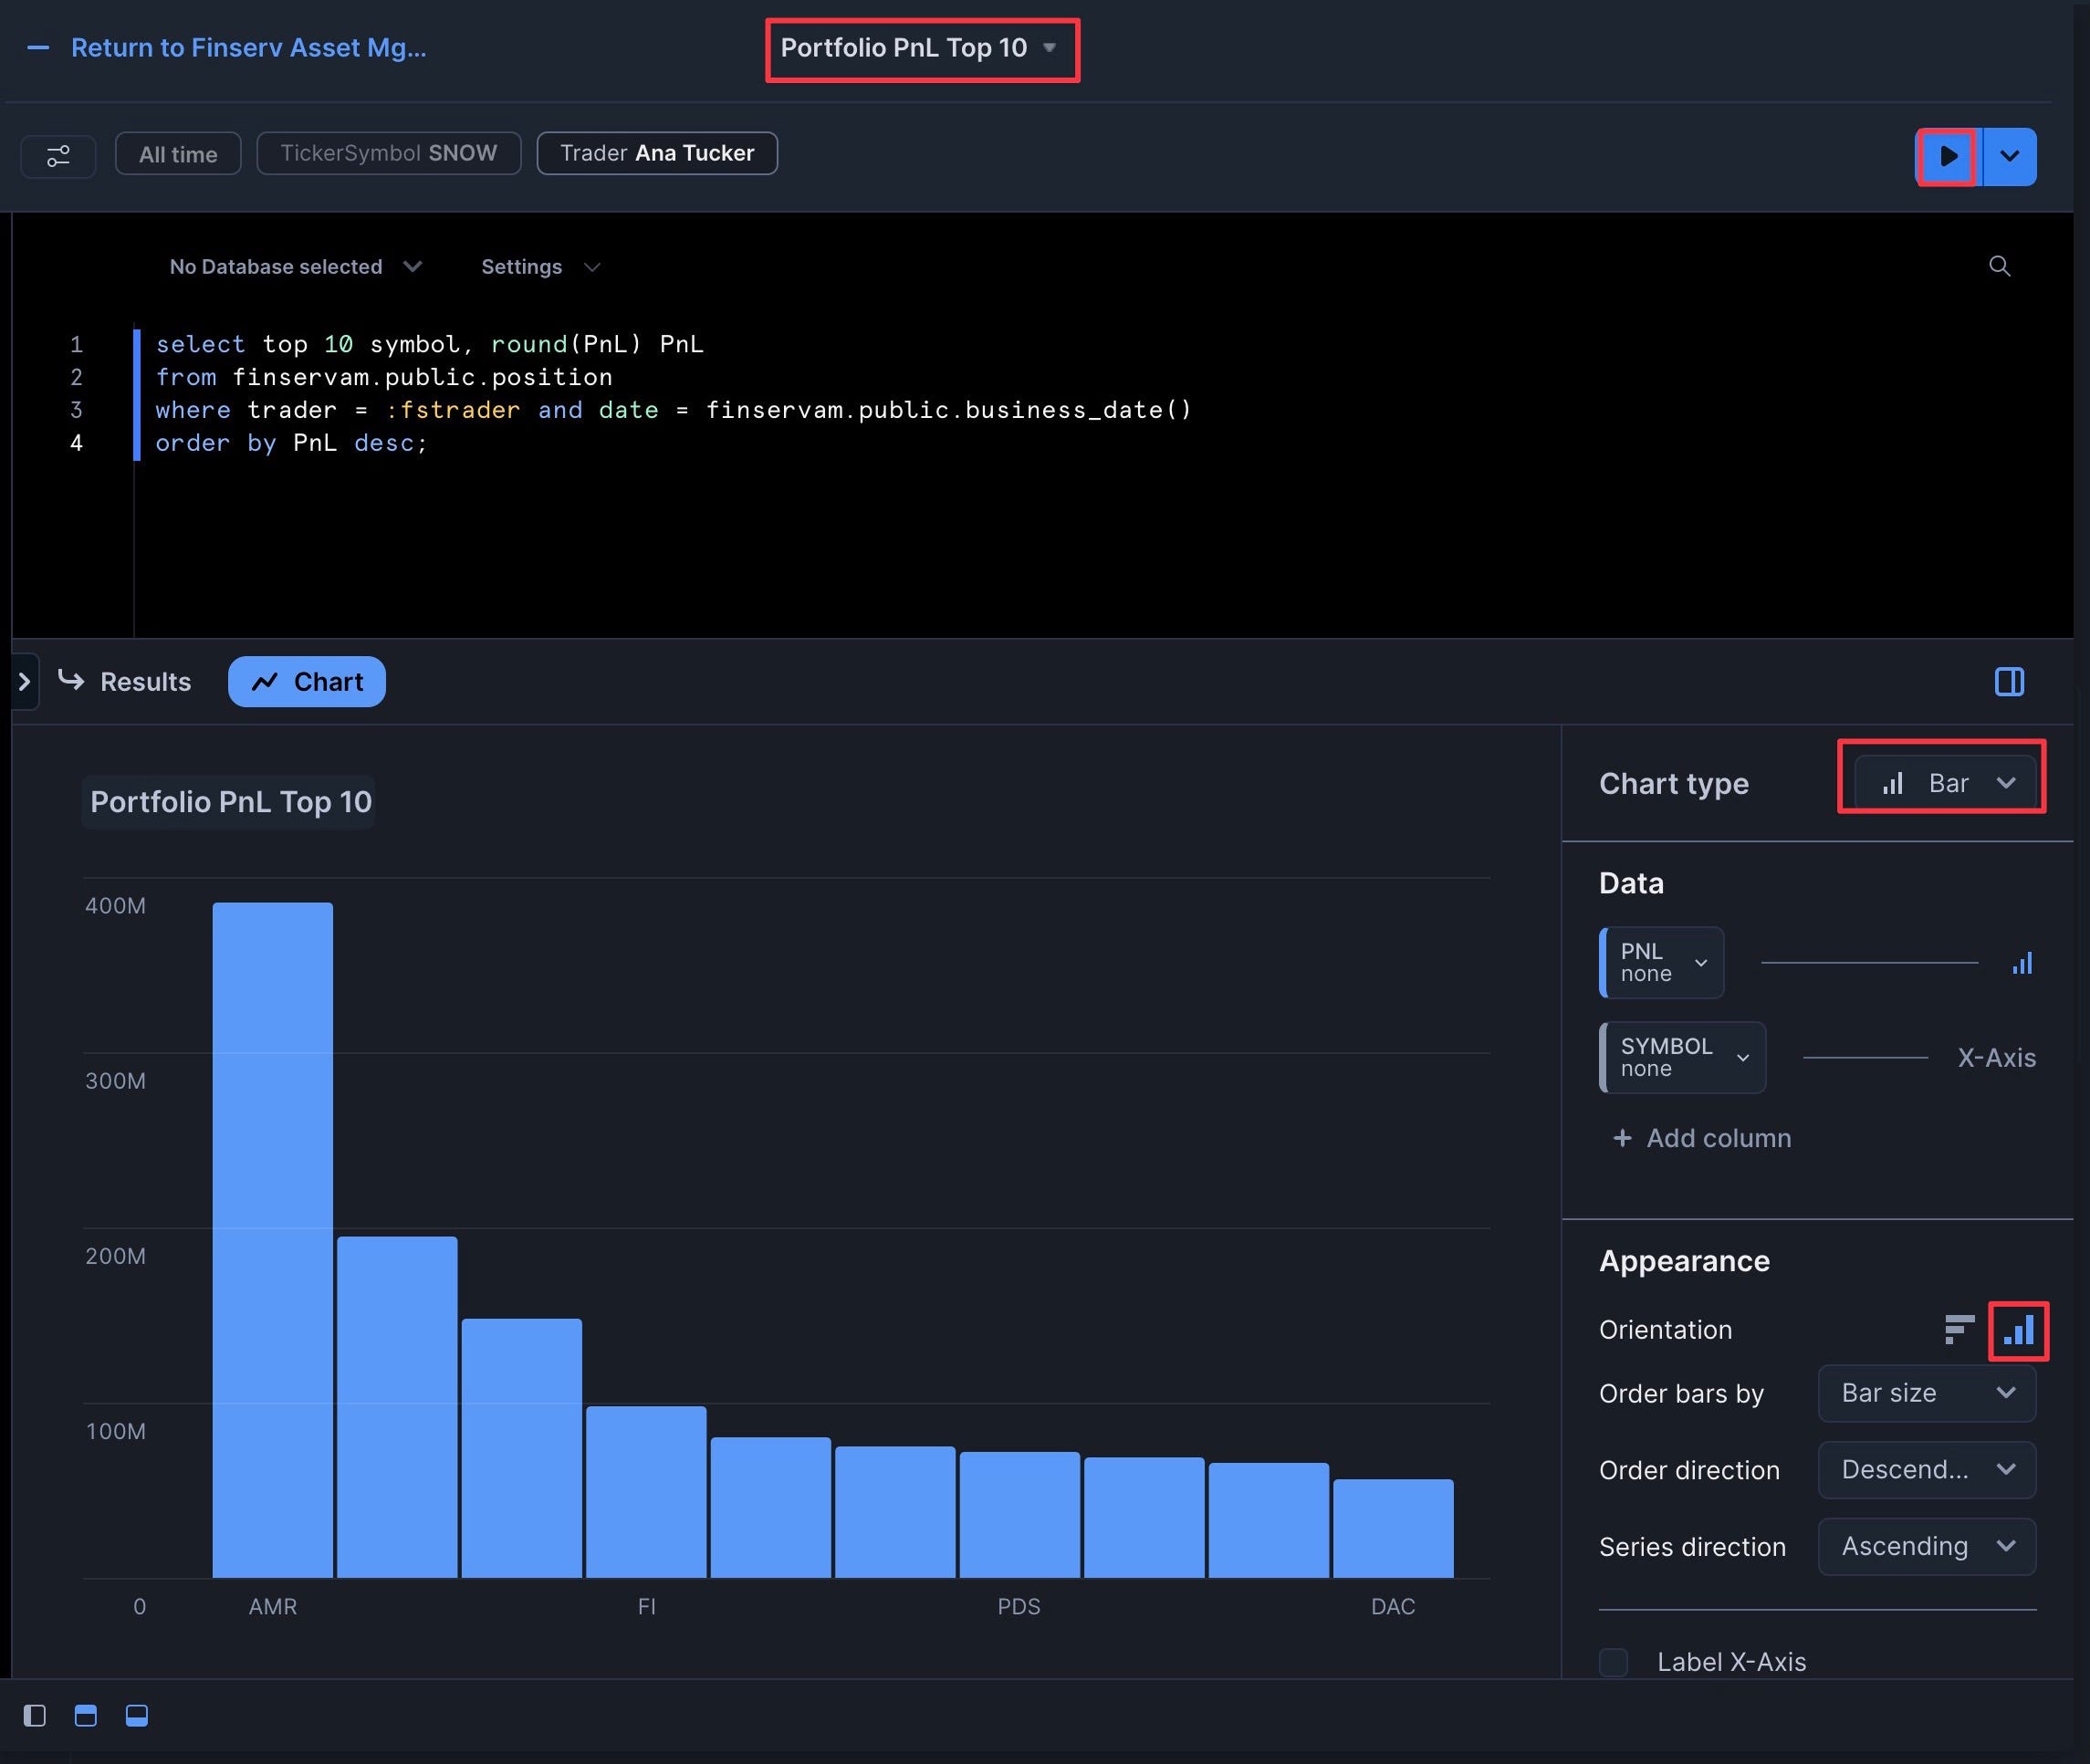 Return to Finserv Asset Mg...
Portfolio PnL Top 10
All time
TickerSymbol SNOW
Trader Ana Tucker
No Database selected
Settings
1 select top 10 symbol, round(PnL) PnL
2 from finservam.public.position
3 where trader = :fstrader and date = finservam.public.business_date()
4 order by PnL desc;
Results
Chart
Portfolio PnL Top 10
400M
300M
200M
100M
0
AMR
FI
PDS
DAC
Chart type
Bar
Data
PNL
none
SYMBOL
none
X-Axis
+ Add column
Appearance
Orientation
Order bars by
Bar size
Order direction
Descend...
Series direction
Ascending
Label X-Axis